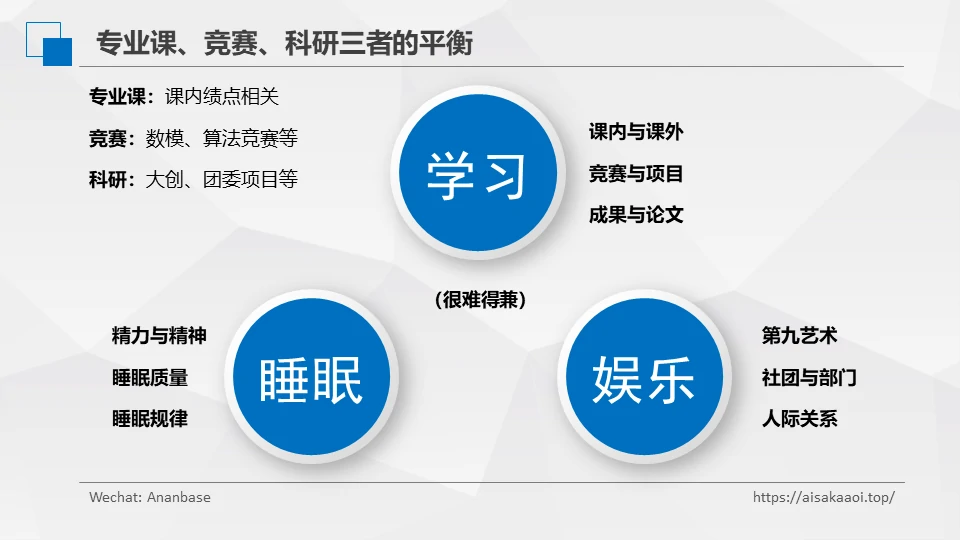 专业课、竞赛、科研三者的平衡
专业课：课内绩点相关
竞赛：数模、算法竞赛等
科研：大创、团委项目等
学习
课内与课外
竞赛与项目
成果与论文
（很难得兼）
精力与精神
睡眠质量
睡眠规律
睡眠
娱乐
第九艺术
社团与部门
人际关系
Wechat: Ananbase
https://aisakaaoi.top/